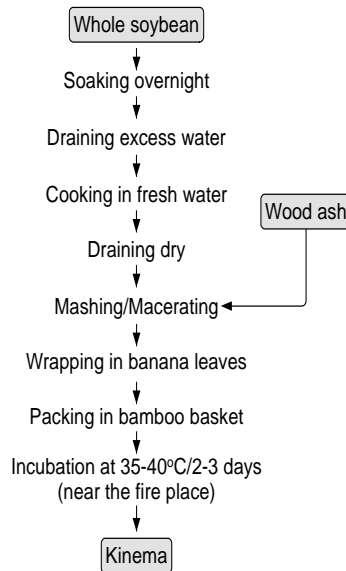 Whole soybean
Soaking overnight
Draining excess water
Cooking in fresh water
Wood ash
Draining dry
Mashing/Macerating
Wrapping in banana leaves
Packing in bamboo basket
Incubation at 35-40ºC/2-3 days
(near the fire place)
Kinema